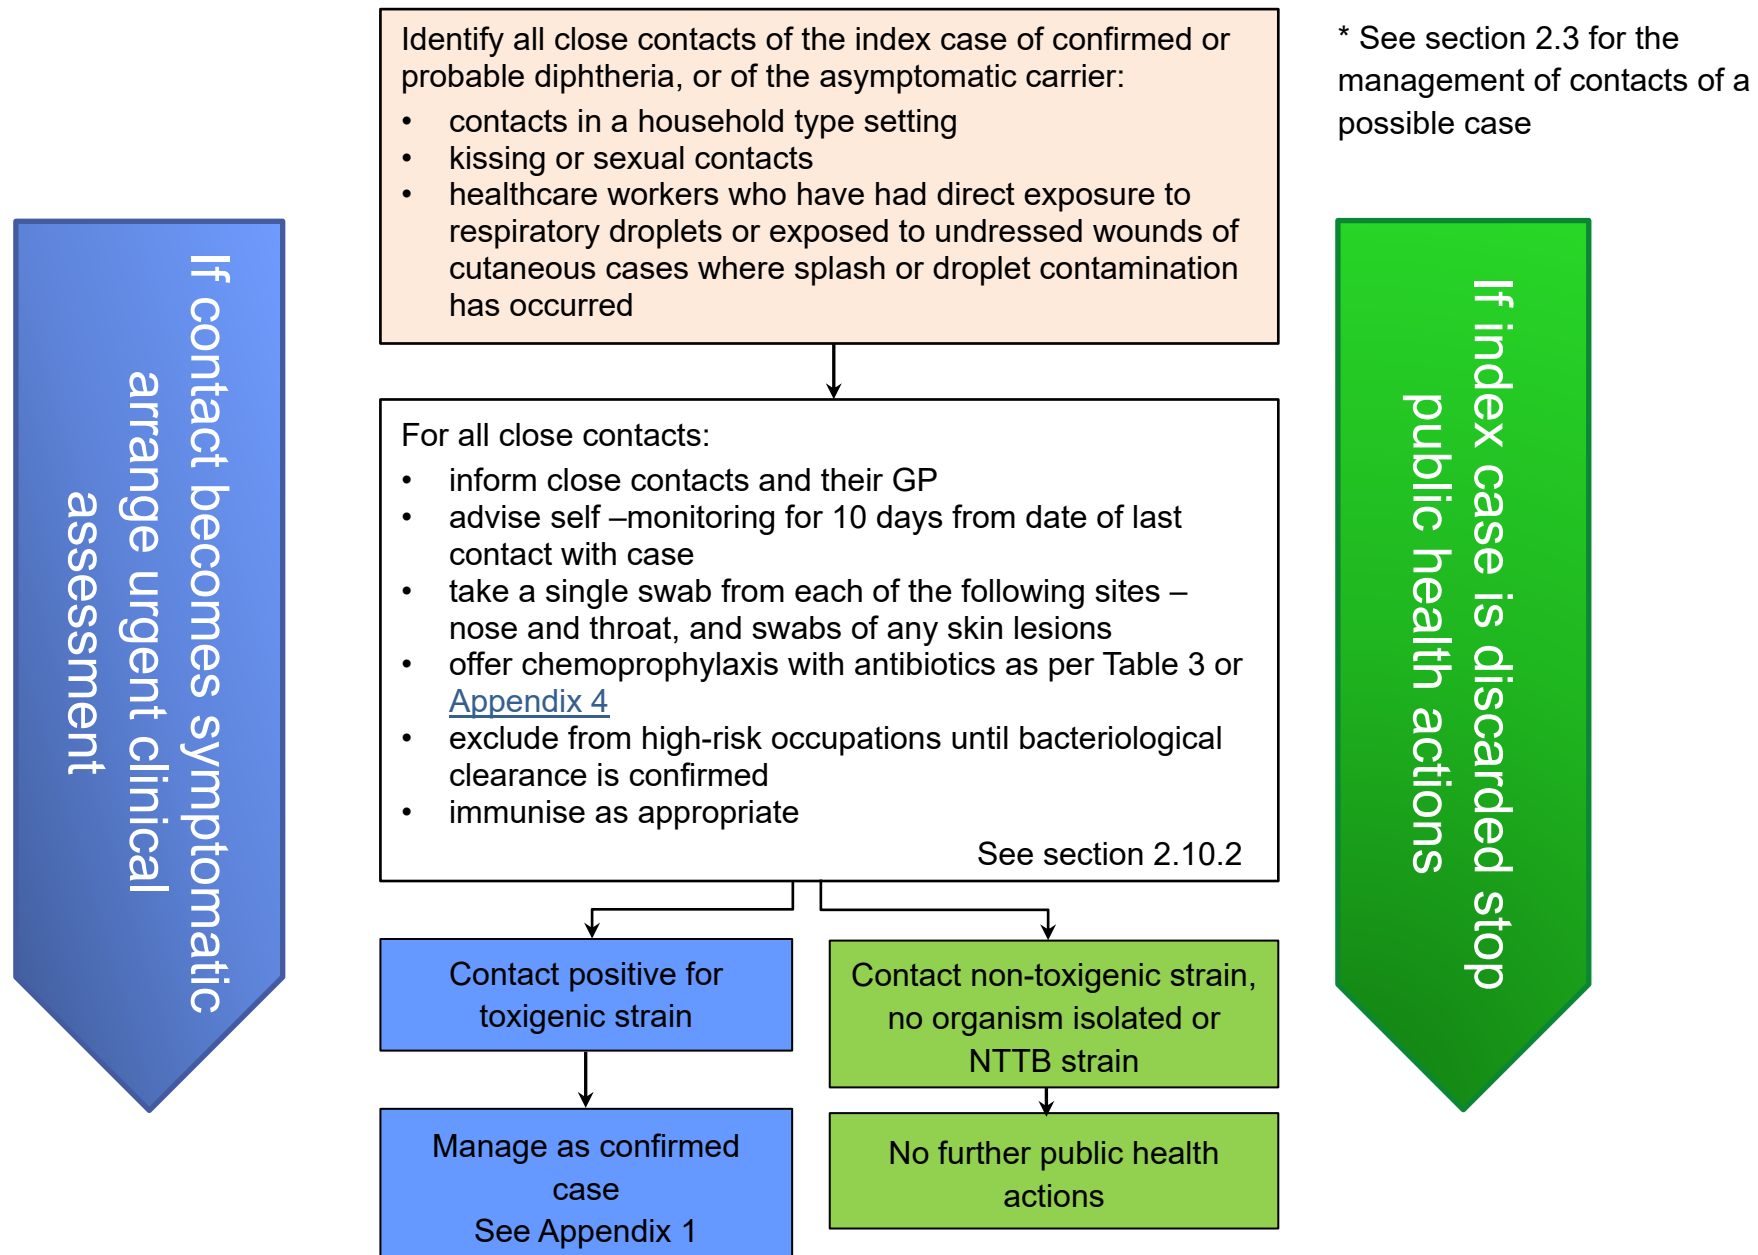 Identify all close contacts of the index case of confirmed or
probable diphtheria, or of the asymptomatic carrier:
• contacts in a household type setting
• kissing or sexual contacts
• healthcare workers who have had direct exposure to
respiratory droplets or exposed to undressed wounds of
cutaneous cases where splash or droplet contamination
has occurred
* See section 2.3 for the
management of contacts of a
possible case
If contact becomes symptomatic
arrange urgent clinical
assessment
For all close contacts:
• inform close contacts and their GP
• advise self –monitoring for 10 days from date of last
contact with case
• take a single swab from each of the following sites –
nose and throat, and swabs of any skin lesions
• offer chemoprophylaxis with antibiotics as per Table 3 or
Appendix 4
• exclude from high-risk occupations until bacteriological
clearance is confirmed
• immunise as appropriate
See section 2.10.2
If index case is discarded stop
public health actions
Contact positive for
toxigenic strain
Contact non-toxigenic strain,
no organism isolated or
NTTB strain
Manage as confirmed
case
See Appendix 1
No further public health
actions